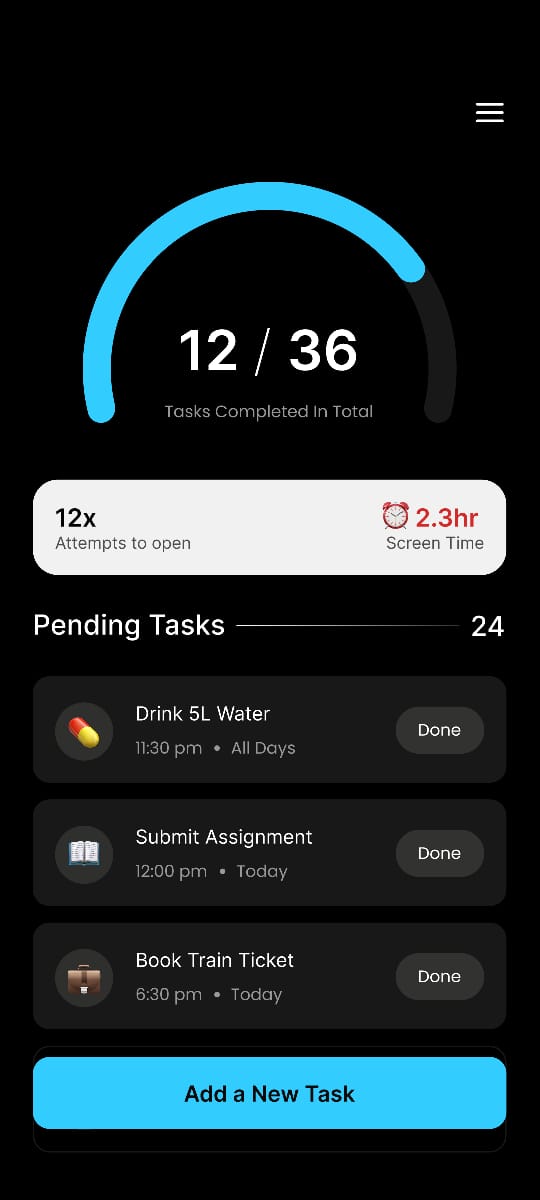 12 / 36
Tasks Completed In Total
12x
Attempts to open
2.3hr
Screen Time
Pending Tasks
24
Drink 5L Water
11:30 pm • All Days
Done
Submit Assignment
12:00 pm • Today
Done
Book Train Ticket
6:30 pm • Today
Done
Add a New Task